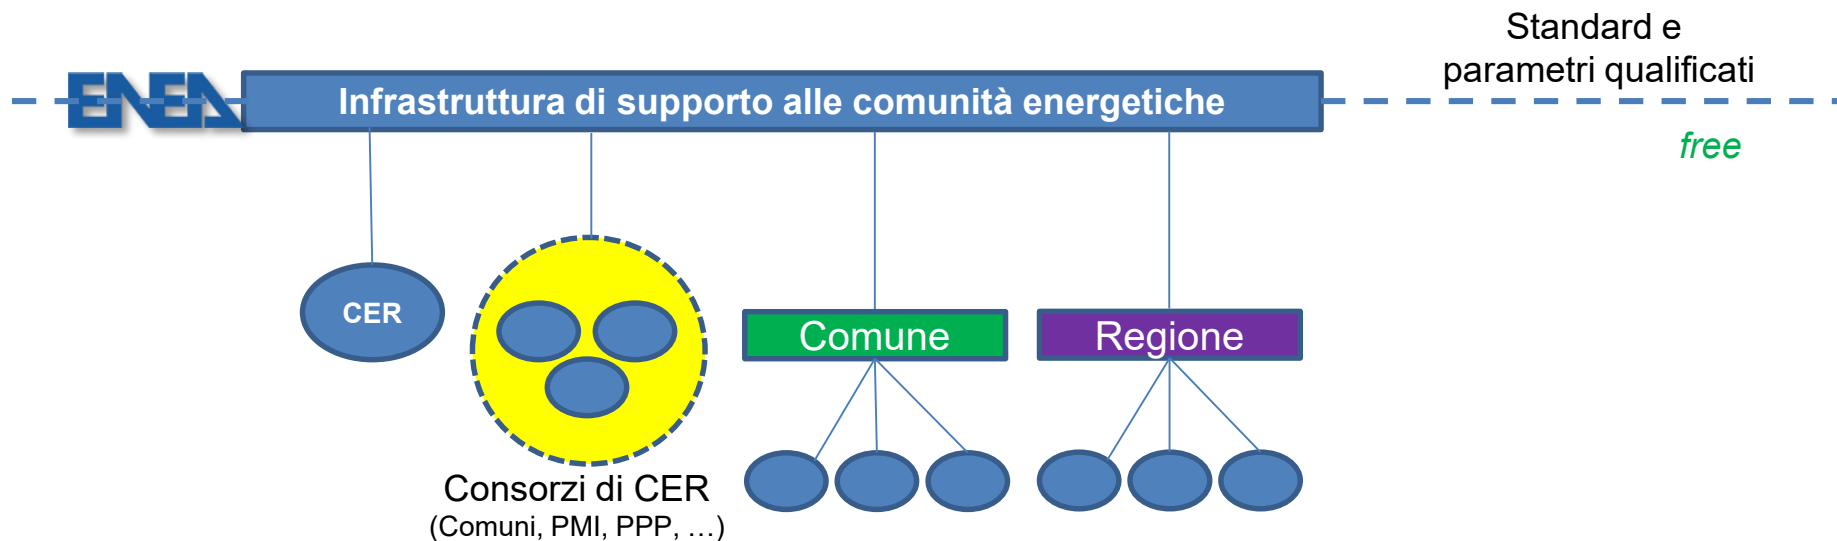 Standard e
parametri qualificati
ENEA
Infrastruttura di supporto alle comunità energetiche
free
CER
Comune
Regione
Consorzi di CER
(Comuni, PMI, PPP, …)